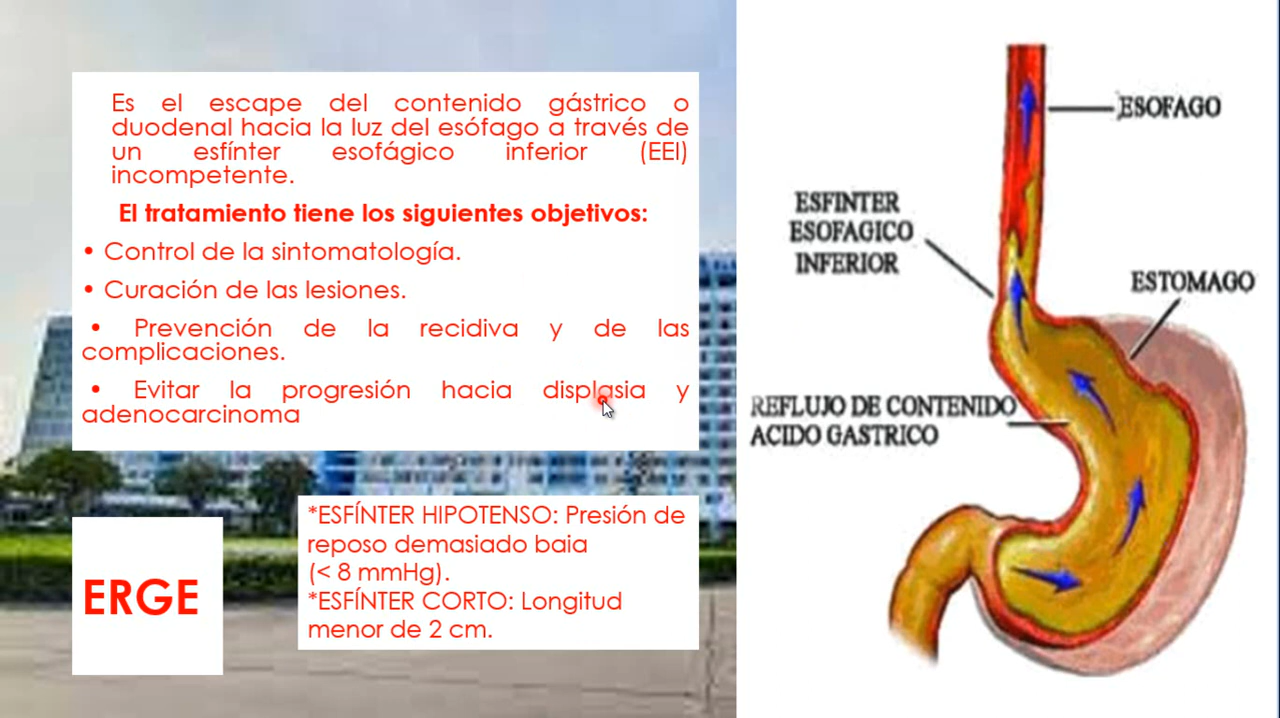 Es el escape del contenido gástrico o
duodenal hacia la luz del esófago a través de
un esfínter esofágico inferior (EEI)
incompetente.
El tratamiento tiene los siguientes objetivos:
• Control de la sintomatología.
• Curación de las lesiones.
• Prevención de la recidiva y de las
complicaciones.
• Evitar la progresión hacia displasia y
adenocarcinoma
ERGE
*ESFÍNTER HIPOTENSO: Presión de
reposo demasiado baia
(< 8 mmHg).
*ESFÍNTER CORTO: Longitud
menor de 2 cm.
ESOFAGO
ESFINTER
ESOFAGICO
INFERIOR
ESTOMAGO
REFLUJO DE CONTENIDO
ACIDO GASTRICO